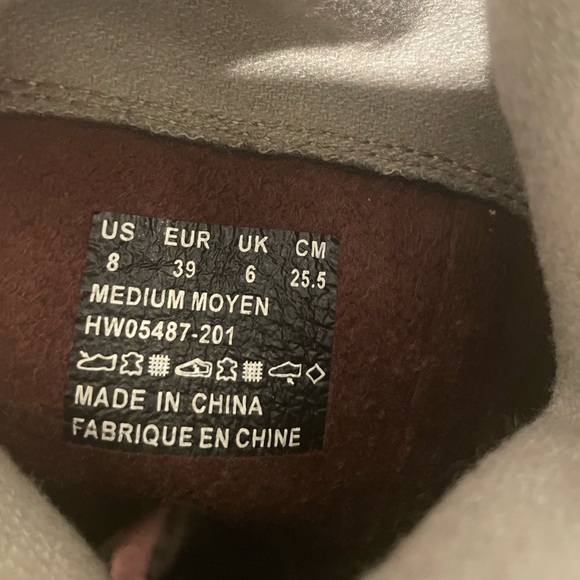 US EUR UK CM
8 39 6 25.5
MEDIUM MOYEN
HW05487-201
MADE IN CHINA
FABRIQUE EN CHINE